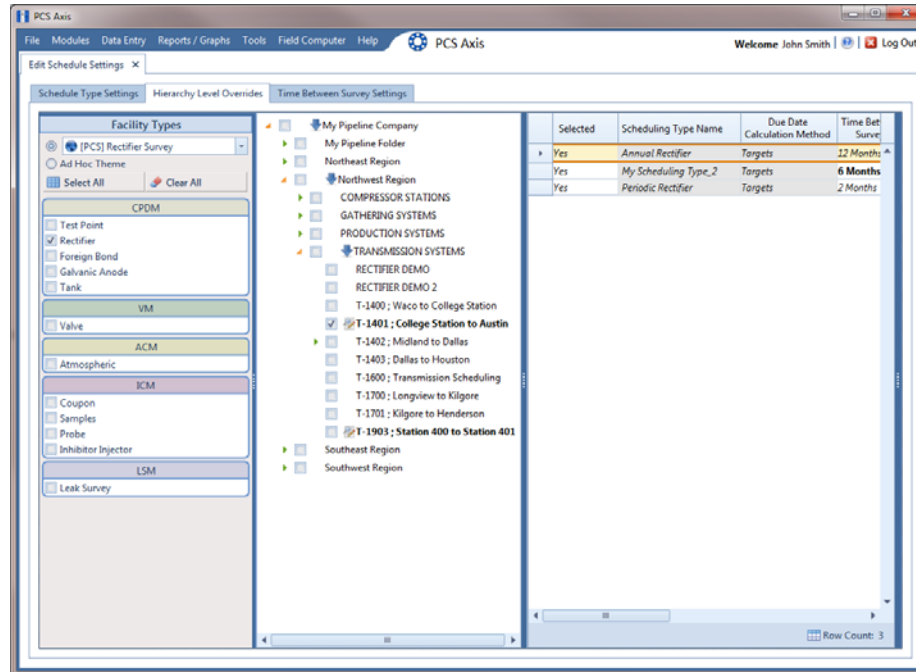 PCS Axis
File Modules Data Entry Reports / Graphs Tools Field Computer Help PCS Axis Welcome John Smith Log Out
Edit Schedule Settings
Schedule Type Settings Hierarchy Level Overrides Time Between Survey Settings
Facility Types
[PCS] Rectifier Survey
Ad Hoc Theme
Select All Clear All
CPDM
Test Point
Rectifier
Foreign Bond
Galvanic Anode
Tank
VM
Valve
ACM
Atmospheric
ICM
Coupon
Samples
Probe
Inhibitor Injector
LSM
Leak Survey
My Pipeline Company
My Pipeline Folder
Northeast Region
Northwest Region
COMPRESSOR STATIONS
GATHERING SYSTEMS
PRODUCTION SYSTEMS
TRANSMISSION SYSTEMS
RECTIFIER DEMO
RECTIFIER DEMO 2
T-1400 ; Waco to College Station
T-1401 ; College Station to Austin
T-1402 ; Midland to Dallas
T-1403 ; Dallas to Houston
T-1600 ; Transmission Scheduling
T-1700 ; Longview to Kilgore
T-1701 ; Kilgore to Henderson
T-1903 ; Station 400 to Station 401
Southeast Region
Southwest Region
Selected Scheduling Type Name Due Date Calculation Method Time Bet Surve
Yes Annual Rectifier Targets 12 Months
Yes My Scheduling Type_2 Targets 6 Months
Yes Periodic Rectifier Targets 2 Months
Row Count: 3